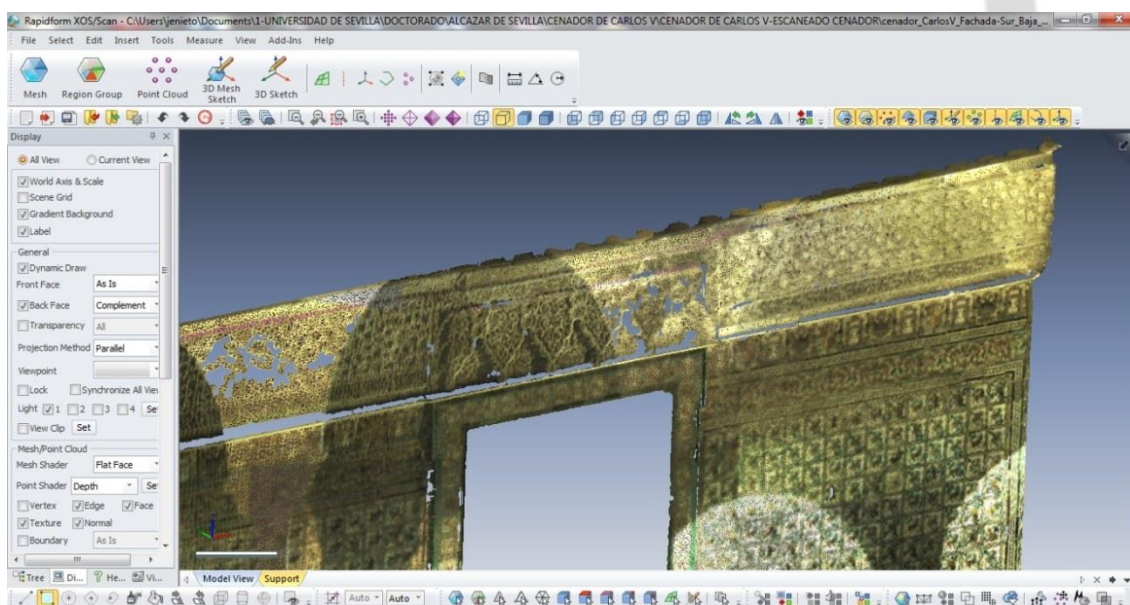 Rapidform XOS/Scan - C:\Users\jenieto\Documents\1-UNIVERSIDAD DE SEVILLA\DOCTORADO\ALCAZAR DE SEVILLA\CENADOR DE CARLOS V\CENADOR DE CARLOS V-ESCANEADO CENADOR\cenador_CarlosV_Fachada-Sur_Baja_...
File Select Edit Insert Tools Measure View Add-Ins Help
Mesh Region Group Point Cloud 3D Mesh Sketch 3D Sketch
Display
All View Current View
World Axis & Scale
Scene Grid
Gradient Background
Label
General
Dynamic Draw
Front Face As Is
Back Face Complement
Transparency All
Projection Method Parallel
Viewpoint
Lock Synchronize All Vie
Light 1 2 3 4 Se
View Clip Set
Mesh/Point Cloud
Mesh Shader Flat Face
Point Shader Depth Se
Vertex Edge Face
Texture Normal
Boundary As Is
Tree Di... He... Vi... Model View Support
Auto Auto